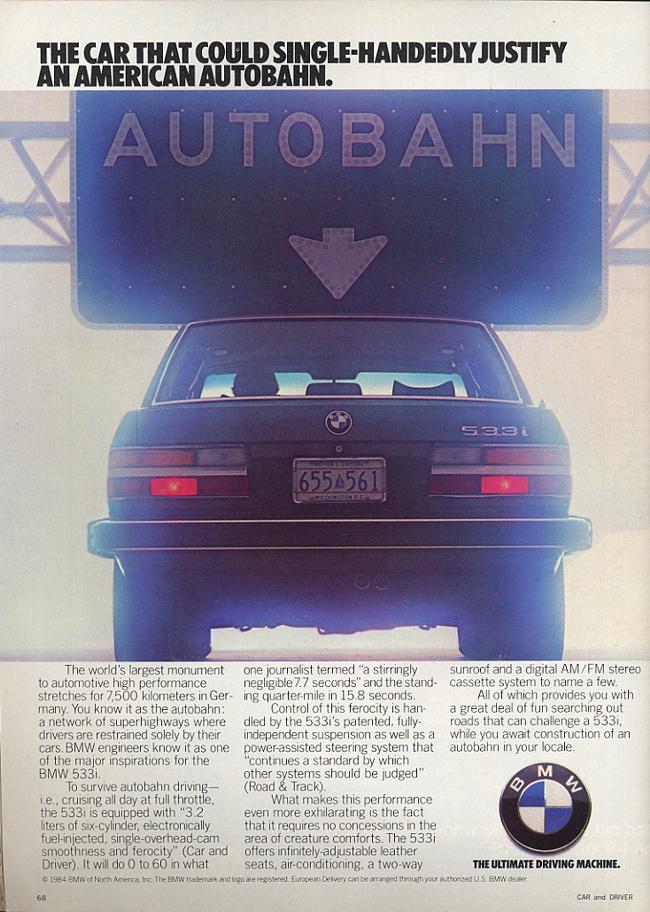 THE CAR THAT COULD SINGLE-HANDEDLY JUSTIFY
AN AMERICAN AUTOBAHN.
AUTOBAHN
533i
655 561
The world's largest monument
to automotive high performance
stretches for 7,500 kilometers in Ger-
many. You know it as the autobahn:
a network of superhighways where
drivers are restrained solely by their
cars. BMW engineers know it as one
of the major inspirations for the
BMW 533i.
To survive autobahn driving—
i.e., cruising all day at full throttle,
the 533i is equipped with "3.2
liters of six-cylinder, electronically
fuel-injected, single-overhead-cam
smoothness and ferocity" (Car and
Driver). It will do 0 to 60 in what
one journalist termed "a stirringly
negligible 7.7 seconds" and the stand-
ing quarter-mile in 15.8 seconds.
Control of this ferocity is han-
dled by the 533i's patented, fully-
independent suspension as well as a
power-assisted steering system that
"continues a standard by which
other systems should be judged"
(Road & Track).
What makes this performance
even more exhilarating is the fact
that it requires no concessions in the
area of creature comforts. The 533i
offers infinitely-adjustable leather
seats, air-conditioning, a two-way
sunroof and a digital AM/FM stereo
cassette system to name a few.
All of which provides you with
a great deal of fun searching out
roads that can challenge a 533i,
while you await construction of an
autobahn in your locale.
BMW
THE ULTIMATE DRIVING MACHINE.
© 1984 BMW of North America, Inc. The BMW trademark and logo are registered. European Delivery can be arranged through your authorized U.S. BMW dealer.
68
CAR and DRIVER